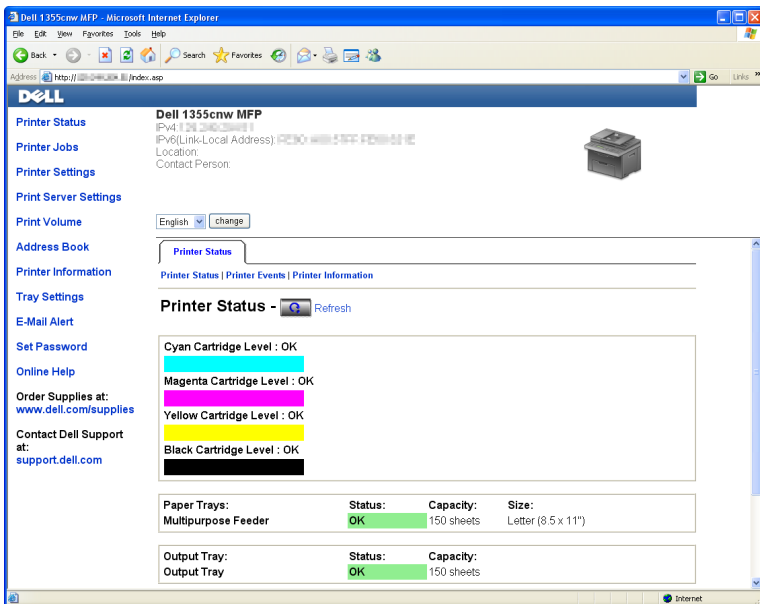 Dell 1355cnw MFP - Microsoft Internet Explorer
File Edit View Favorites Tools Help
Back Search Favorites
Address http:// /index.asp Go Links »
DELL
Printer Status
Printer Jobs
Printer Settings
Print Server Settings
Print Volume
Address Book
Printer Information
Tray Settings
E-Mail Alert
Set Password
Online Help
Order Supplies at:
www.dell.com/supplies
Contact Dell Support
at:
support.dell.com
Dell 1355cnw MFP
IPv4:
IPv6(Link-Local Address):
Location:
Contact Person:
English change
Printer Status
Printer Status | Printer Events | Printer Information
Printer Status - Refresh
Cyan Cartridge Level : OK
Magenta Cartridge Level : OK
Yellow Cartridge Level : OK
Black Cartridge Level : OK
Paper Trays: Status: Capacity: Size:
Multipurpose Feeder OK 150 sheets Letter (8.5 x 11")
Output Tray: Status: Capacity:
Output Tray OK 150 sheets
Internet